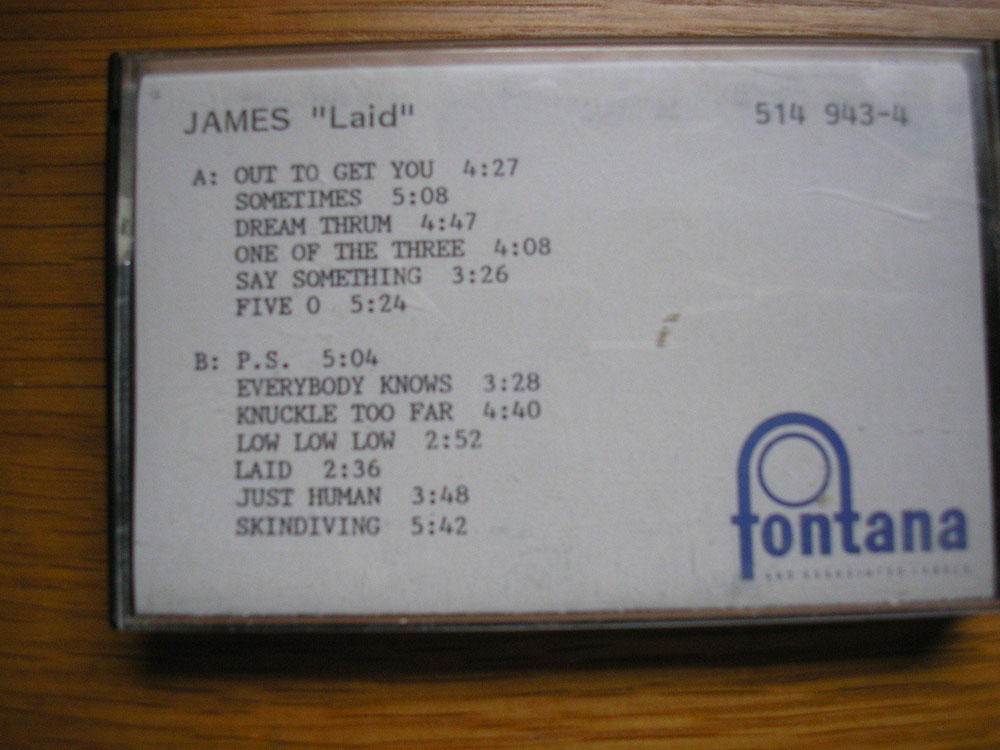 JAMES "Laid"
514 943-4
A: OUT TO GET YOU 4:27
SOMETIMES 5:08
DREAM THRUM 4:47
ONE OF THE THREE 4:08
SAY SOMETHING 3:26
FIVE O 5:24
B: P.S. 5:04
EVERYBODY KNOWS 3:28
KNUCKLE TOO FAR 4:40
LOW LOW LOW 2:52
LAID 2:36
JUST HUMAN 3:48
SKINDIVING 5:42
fontana